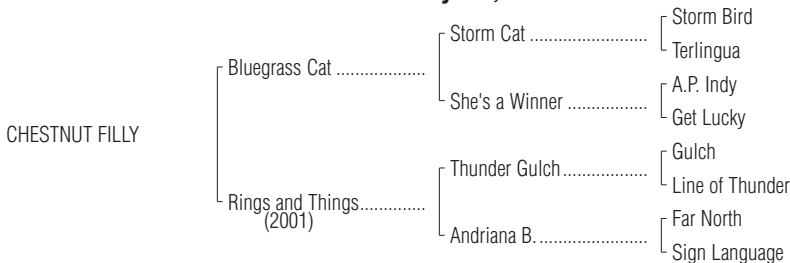 Storm Bird
Storm Cat ..........................
Terlingua
Bluegrass Cat ...................
A.P. Indy
She's a Winner ..................
Get Lucky
CHESTNUT FILLY
Gulch
Thunder Gulch...................
Line of Thunder
Rings and Things..............
(2001)
Far North
Andriana B. ........................
Sign Language